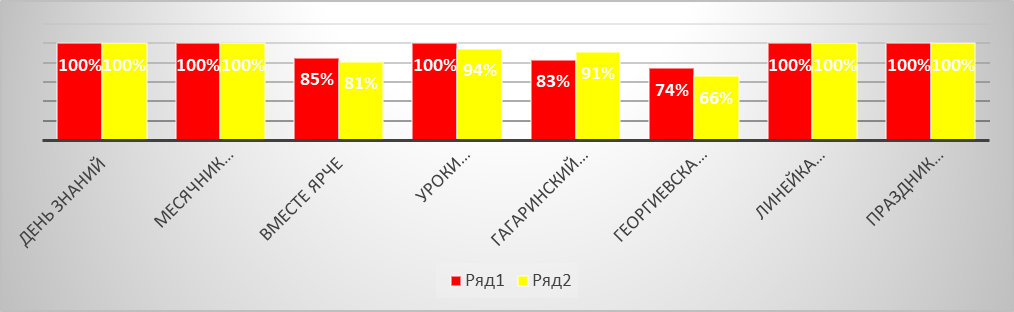 100% 100% 100% 100% 85% 81% 100% 94% 83% 91% 74% 66% 100% 100% 100% 100%
ДЕНЬ ЗНАНИЙ
МЕСЯЧНИК…
ВМЕСТЕ ЯРЧЕ
УРОКИ…
ГАГАРИНСКИЙ…
ГЕОРГИЕВСКА…
ЛИНЕЙКА…
ПРАЗДНИК…
Ряд1 Ряд2